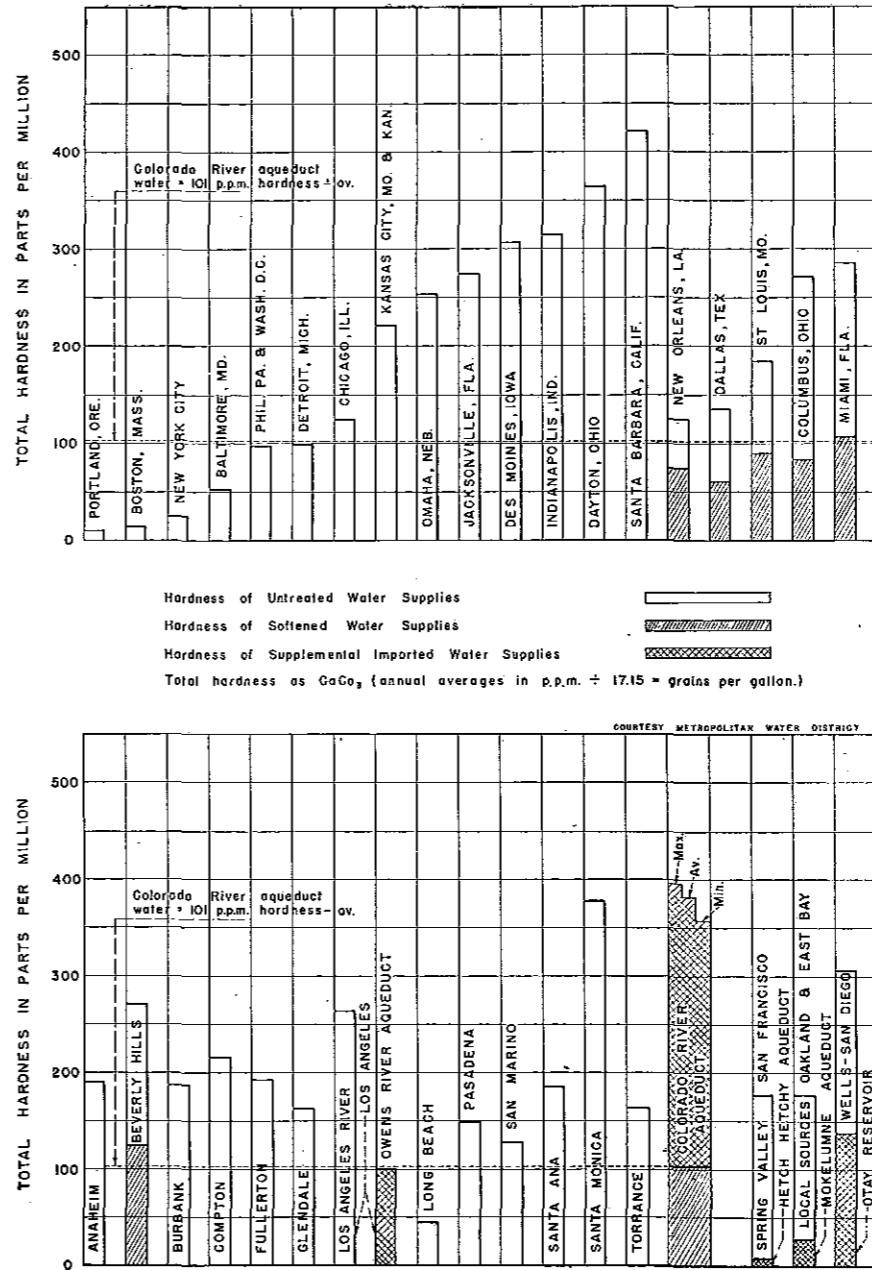 TOTAL HARDNESS IN PARTS PER MILLION
550
400
300
200
100
0
Colorado River aqueduct
water = 101 p.p.m. hardness - av.
PORTLAND, ORE.
BOSTON, MASS.
NEW YORK CITY
BALTIMORE, MD.
PHIL. PA. & WASH. D.C.
DETROIT, MICH.
CHICAGO, ILL.
KANSAS CITY, MO. & KAN.
OMAHA, NEB.
JACKSONVILLE, FLA.
DES MOINES, IOWA
INDIANAPOLIS, IND.
DAYTON, OHIO
SANTA BARBARA, CALIF.
NEW ORLEANS, LA.
DALLAS, TEX
ST LOUIS, MO.
COLUMBUS, OHIO
MIAMI, FLA.
Hardness of Untreated Water Supplies
Hardness of Softened Water Supplies
Hardness of Supplemental Imported Water Supplies
Total hardness as CaCo₃ (annual averages in p.p.m. ÷ 17.15 = grains per gallon.)
COURTESY METROPOLITAN WATER DISTRICT
TOTAL HARDNESS IN PARTS PER MILLION
500
400
300
200
100
0
Colorado River aqueduct
water = 101 p.p.m. hardness - av.
ANAHEIM
BEVERLY HILLS
BURBANK
COMPTON
FULLERTON
GLENDALE
LOS ANGELES RIVER
LOS ANGELES
OWENS RIVER AQUEDUCT
LONG BEACH
PASADENA
SAN MARINO
SANTA ANA
SANTA MONICA
TORRANCE
Max.
Av.
Min.
COLORADO RIVER
AQUEDUCT
SPRING VALLEY SAN FRANCISCO
HETCH HETCHY AQUEDUCT
LOCAL SOURCES OAKLAND & EAST BAY
MOKELUMNE AQUEDUCT
WELLS-SAN DIEGO
OTAY RESERVOIR